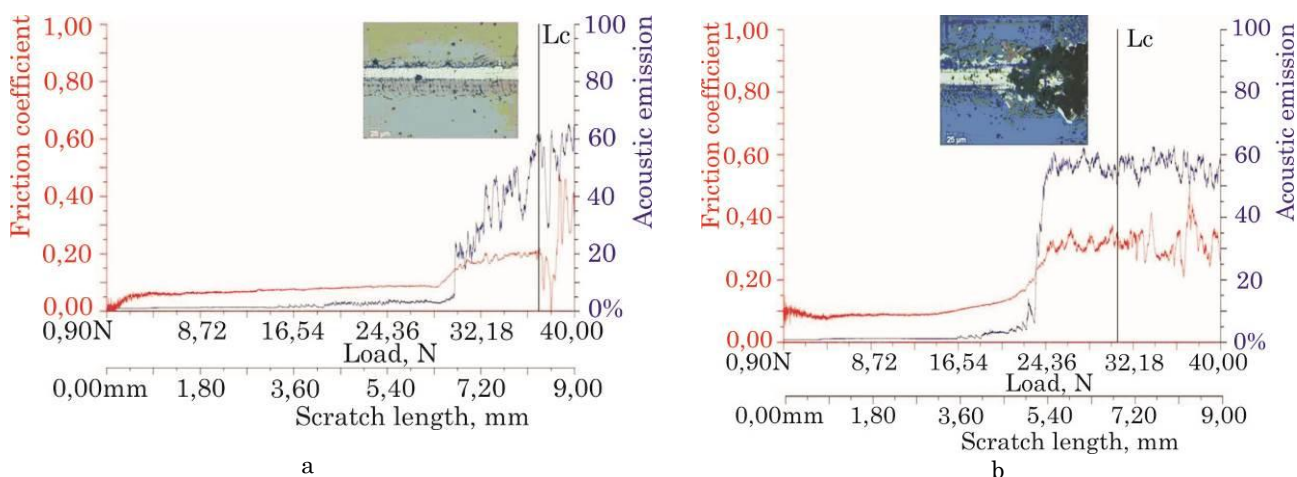 Friction coefficient
1,00
0,80
0,60
0,40
0,20
0,00
25 µm
Lc
100
80
60
40
20
0%
Acoustic emission
0,90N 8,72 16,54 24,36 32,18 40,00
Load, N
0,00mm 1,80 3,60 5,40 7,20 9,00
Scratch length, mm
a
Friction coefficient
1,00
0,80
0,60
0,40
0,20
0,00
25 µm
Lc
100
80
60
40
20
0%
Acoustic emission
0,90N 8,72 16,54 24,36 32,18 40,00
Load, N
0,00mm 1,80 3,60 5,40 7,20 9,00
Scratch length, mm
b